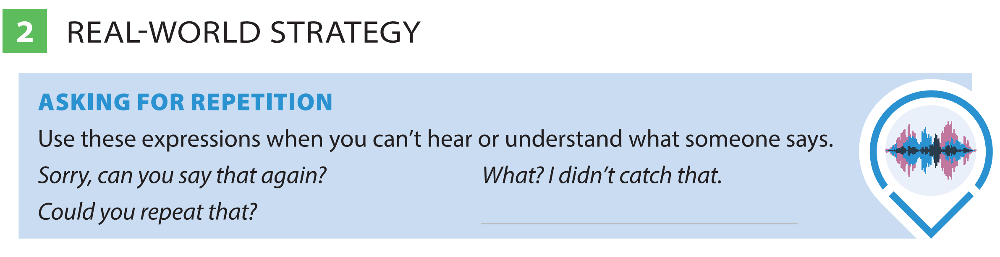 2 REAL-WORLD STRATEGY
ASKING FOR REPETITION
Use these expressions when you can’t hear or understand what someone says.
Sorry, can you say that again? What? I didn’t catch that.
Could you repeat that?